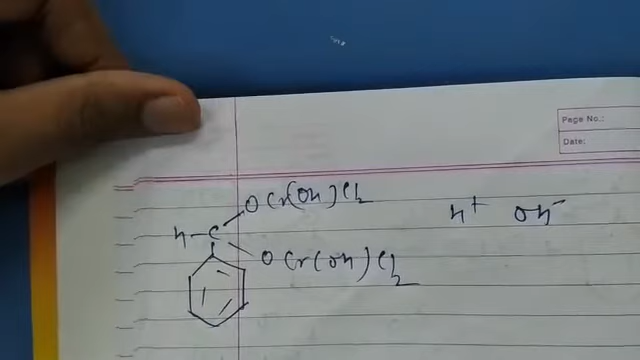 Page No.:
Date:
OCr(OH)Cl2
H-C
H+ OH-
OCr(OH)Cl2